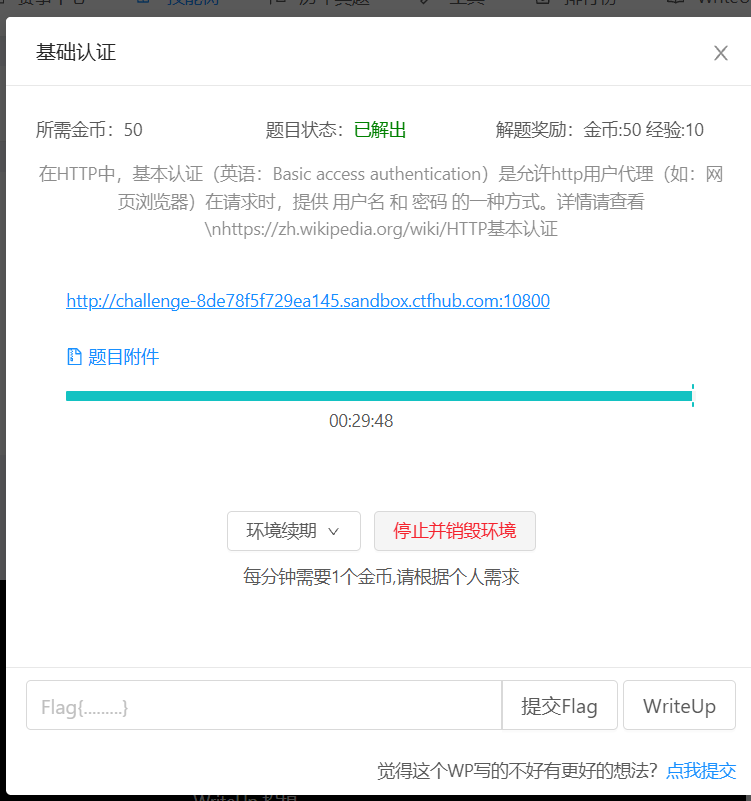 技能树
基础认证
所需金币：50 题目状态：已解出 解题奖励：金币:50 经验:10
在HTTP中，基本认证（英语：Basic access authentication）是允许http用户代理（如：网
页浏览器）在请求时，提供 用户名 和 密码 的一种方式。详情请查看
\nhttps://zh.wikipedia.org/wiki/HTTP基本认证
http://challenge-8de78f5f729ea145.sandbox.ctfhub.com:10800
题目附件
00:29:48
环境续期 停止并销毁环境
每分钟需要1个金币,请根据个人需求
Flag{.........} 提交Flag WriteUp
觉得这个WP写的不好有更好的想法？点我提交